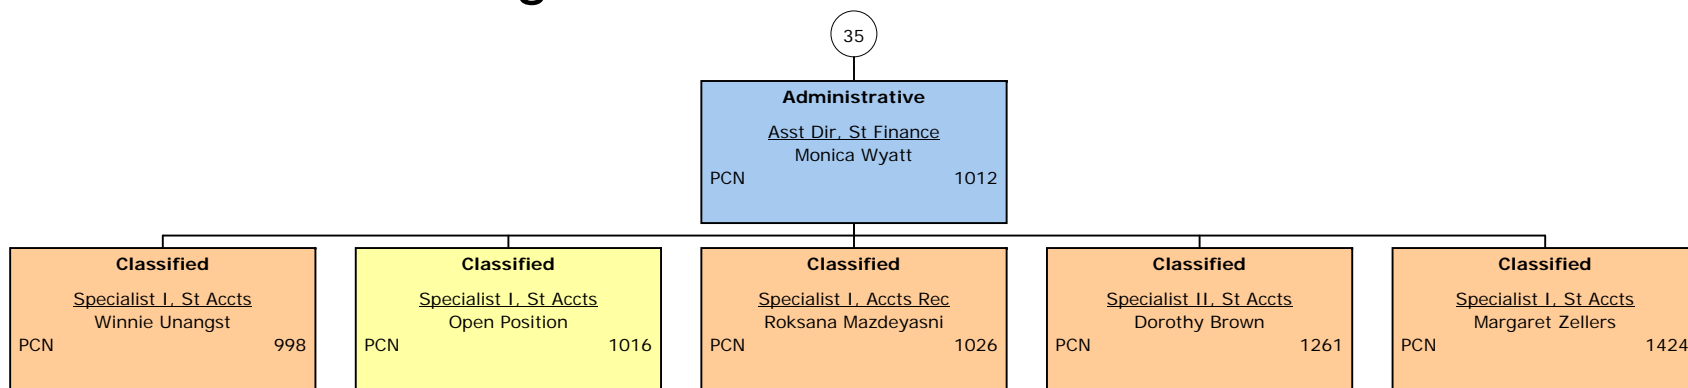 35
Administrative
Asst Dir, St Finance
Monica Wyatt
PCN 1012
Classified
Specialist I, St Accts
Winnie Unangst
PCN 998
Classified
Specialist I, St Accts
Open Position
PCN 1016
Classified
Specialist I, Accts Rec
Roksana Mazdeyasni
PCN 1026
Classified
Specialist II, St Accts
Dorothy Brown
PCN 1261
Classified
Specialist I, St Accts
Margaret Zellers
PCN 1424